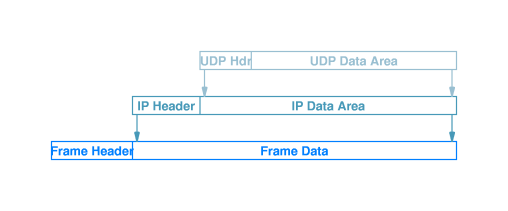 UDP Hdr UDP Data Area
IP Header IP Data Area
Frame Header Frame Data